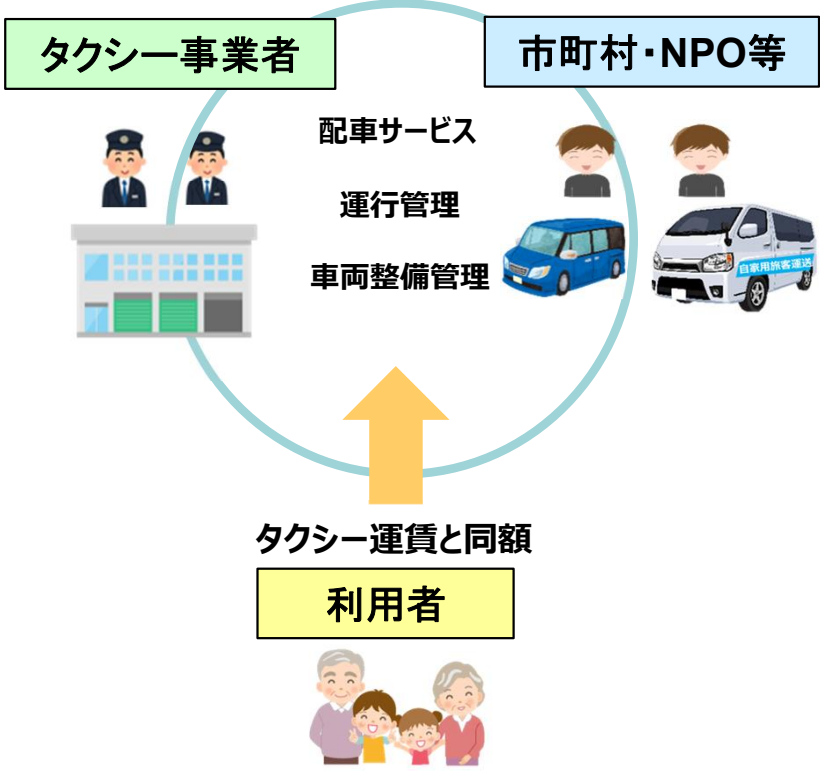 タクシー事業者
市町村・NPO等
配車サービス
運行管理
車両整備管理
自家用旅客運送
タクシー運賃と同額
利用者